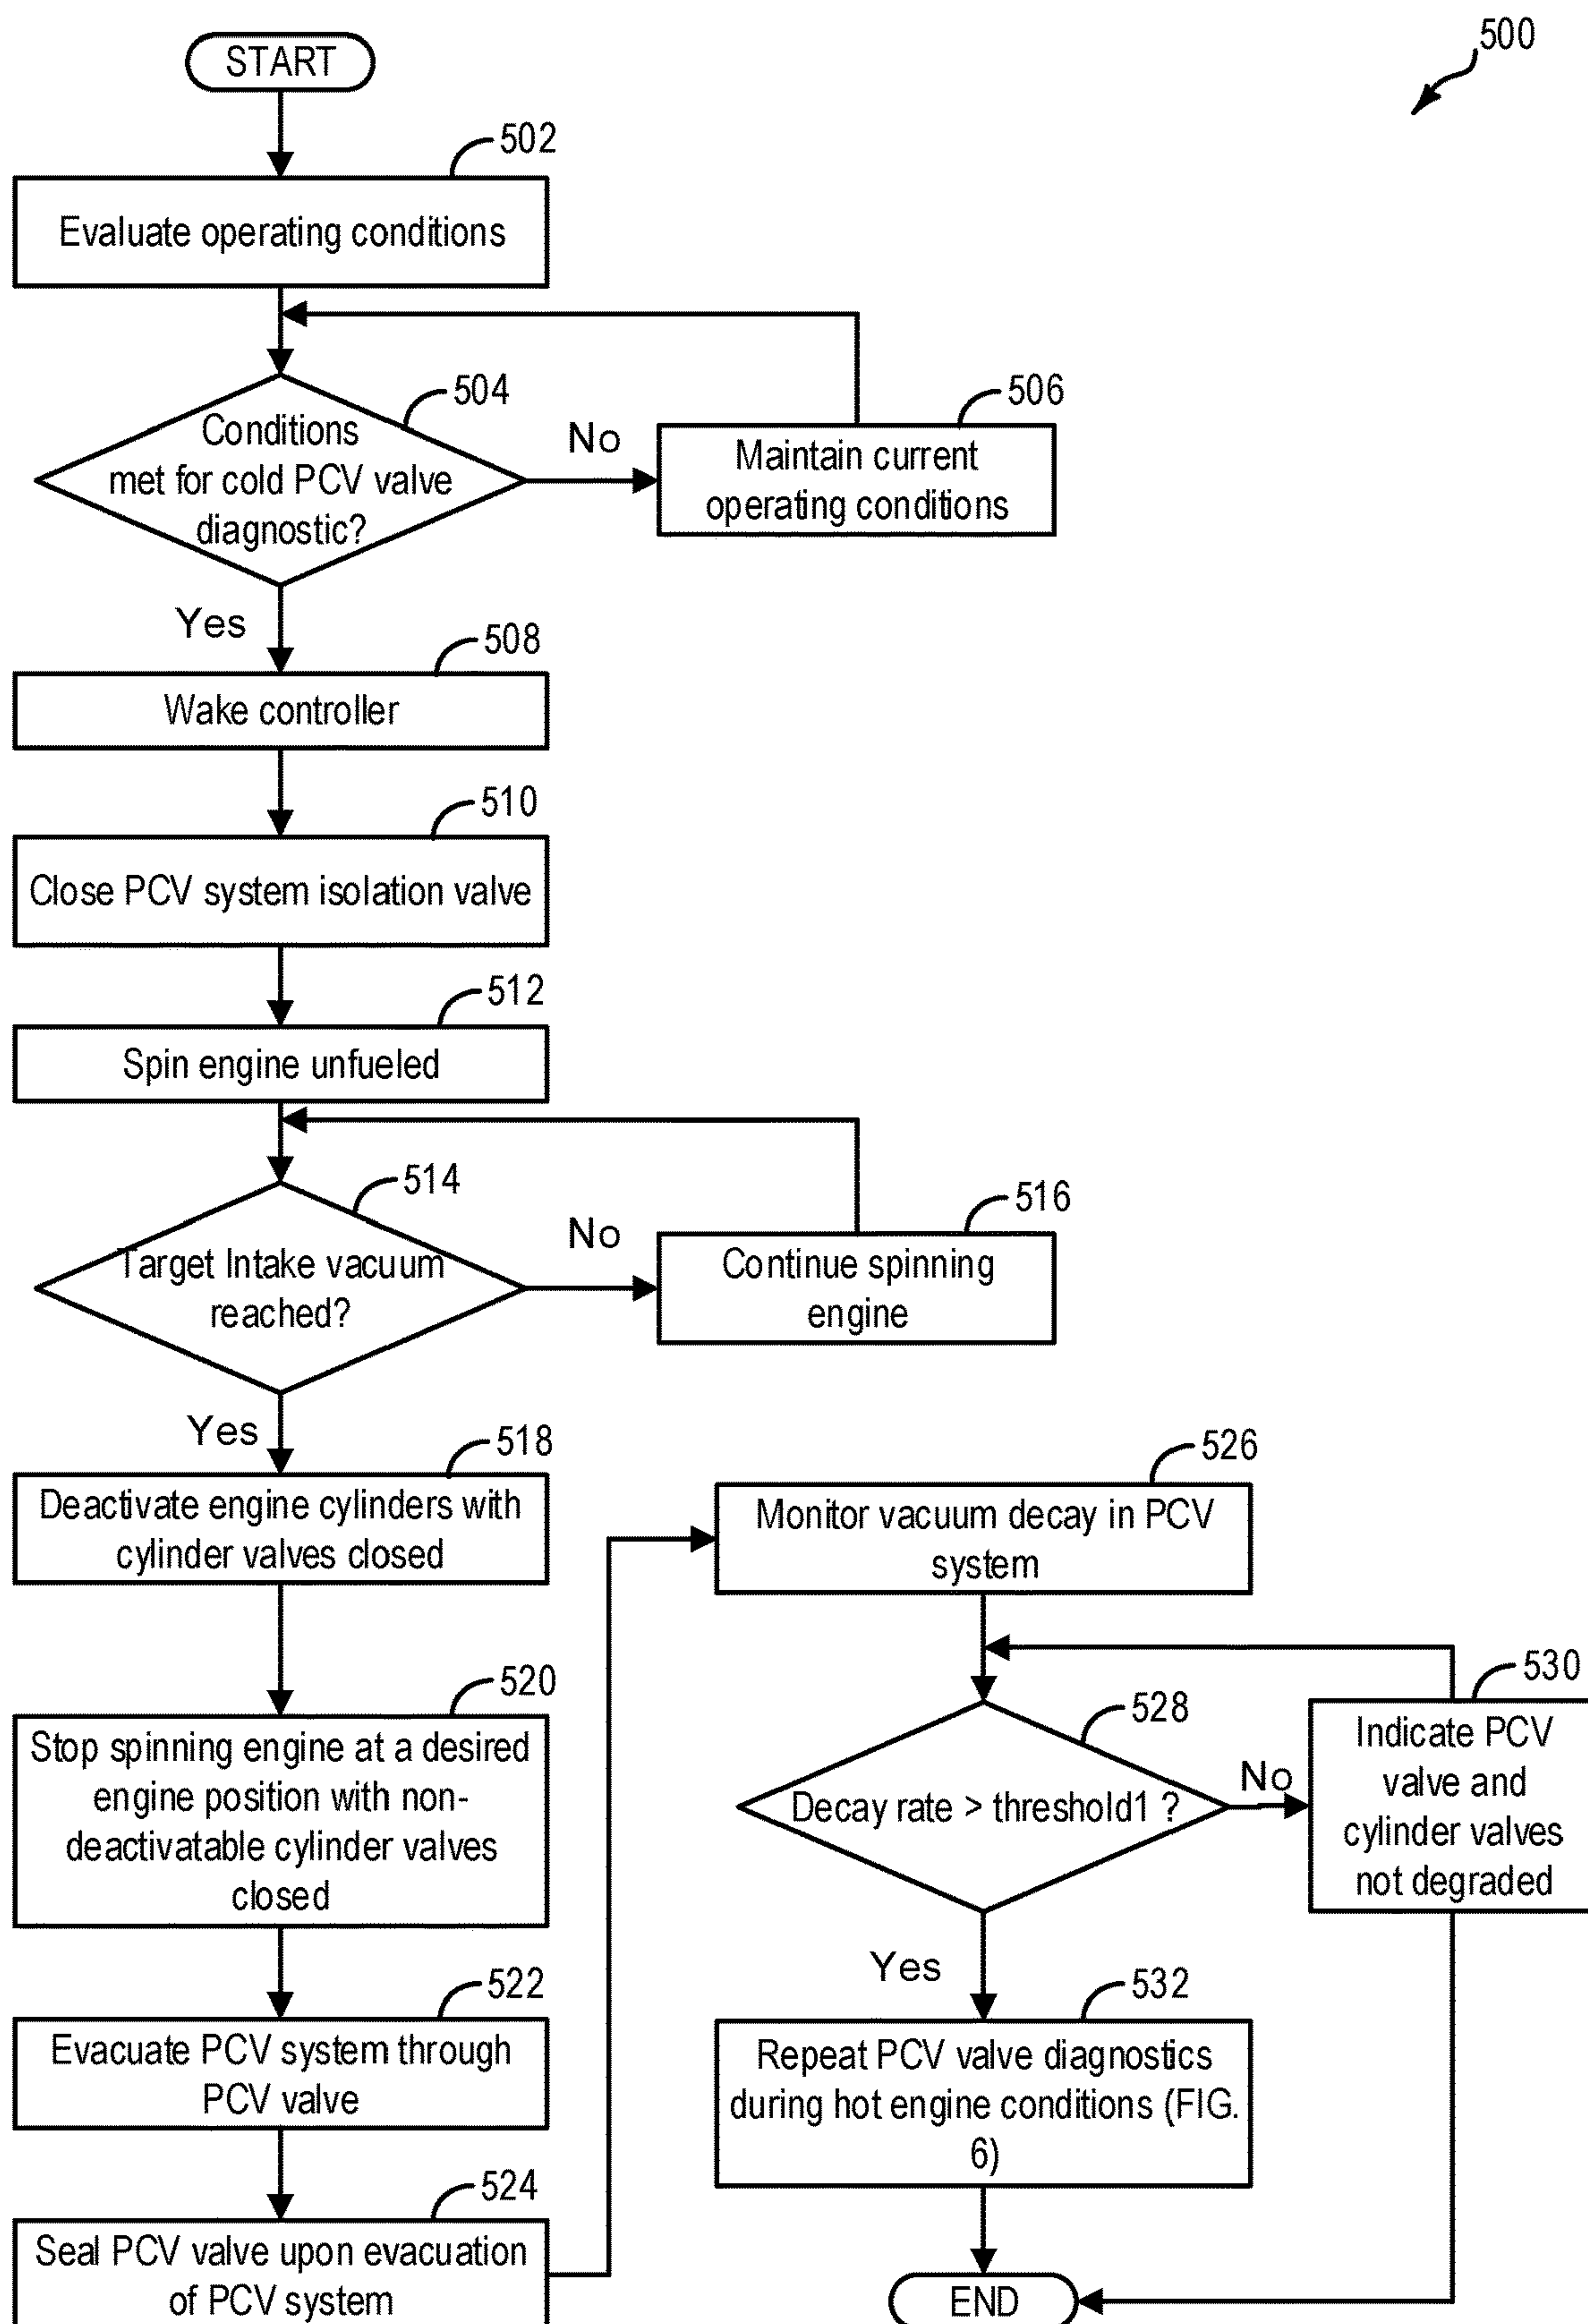 START
500
502
Evaluate operating conditions
504
Conditions
met for cold PCV valve
diagnostic?
No
506
Maintain current
operating conditions
Yes
508
Wake controller
510
Close PCV system isolation valve
512
Spin engine unfueled
514
Target Intake vacuum
reached?
No
516
Continue spinning
engine
Yes
518
Deactivate engine cylinders with
cylinder valves closed
520
Stop spinning engine at a desired
engine position with non-
deactivatable cylinder valves
closed
522
Evacuate PCV system through
PCV valve
524
Seal PCV valve upon evacuation
of PCV system
526
Monitor vacuum decay in PCV
system
528
Decay rate > threshold1 ?
No
530
Indicate PCV
valve and
cylinder valves
not degraded
Yes
532
Repeat PCV valve diagnostics
during hot engine conditions (FIG.
6)
END